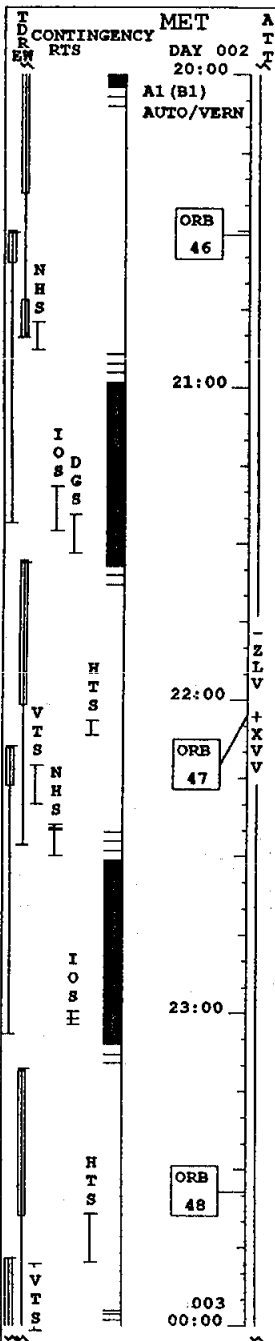 TDRE W
CONTINGENCY
RTS
MET
DAY 002
ATT
20:00
A1 (B1)
AUTO/VERN
ORB
46
NHS
21:00
IOS
DGS
-ZLV +XVV
HTS
22:00
VTS
ORB
47
NHS
IOS
23:00
HTS
ORB
48
VTS
003
00:00